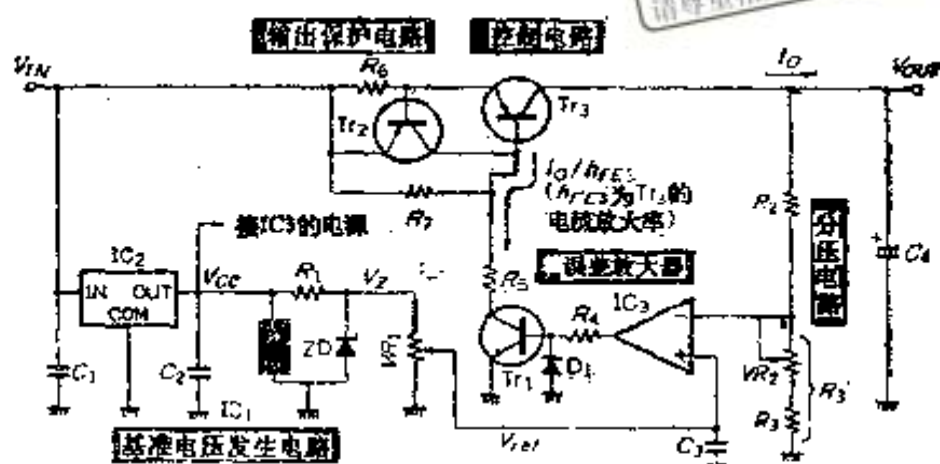 请尊重
输出保护电路
控制电路
VIN
R6
IO
VOUT
Tr2
Tr3
IO/hFE3
(hFE3为Tr3的
电流放大率)
R7
R2
分压电路
C4
接IC3的电源
IC2
IN OUT
COM
VCC
R1
VZ
误差放大器
R5
IC3
R4
ZD
VR1
Tr1
D1
VR2
R3'
R3
C1
C2
IC1
基准电压发生电路
Vref
C3